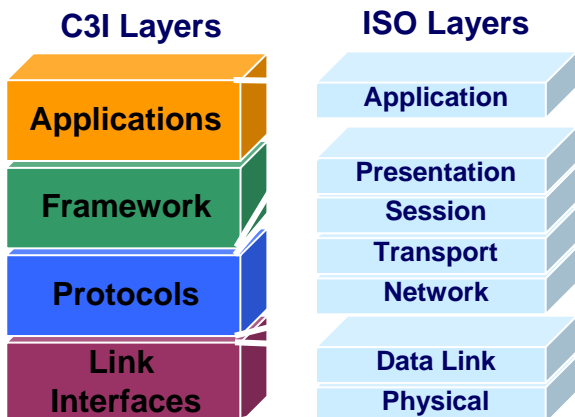 C3I Layers
Applications
Framework
Protocols
Link
Interfaces
ISO Layers
Application
Presentation
Session
Transport
Network
Data Link
Physical